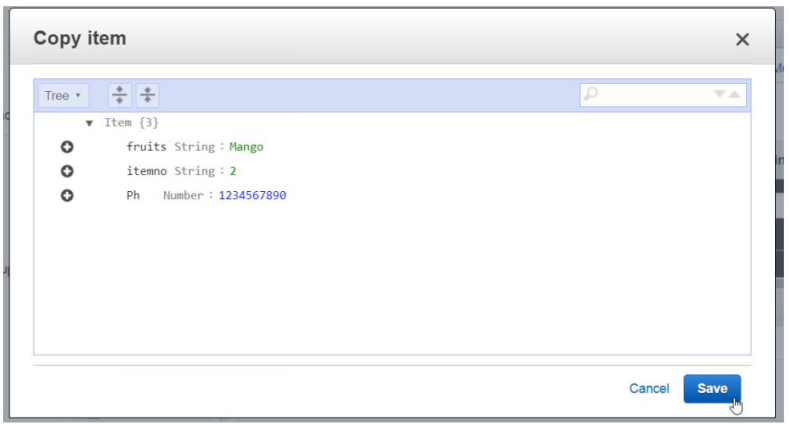 Copy item
Tree
Item {3}
fruits String : Mango
itemno String : 2
Ph Number : 1234567890
Cancel Save